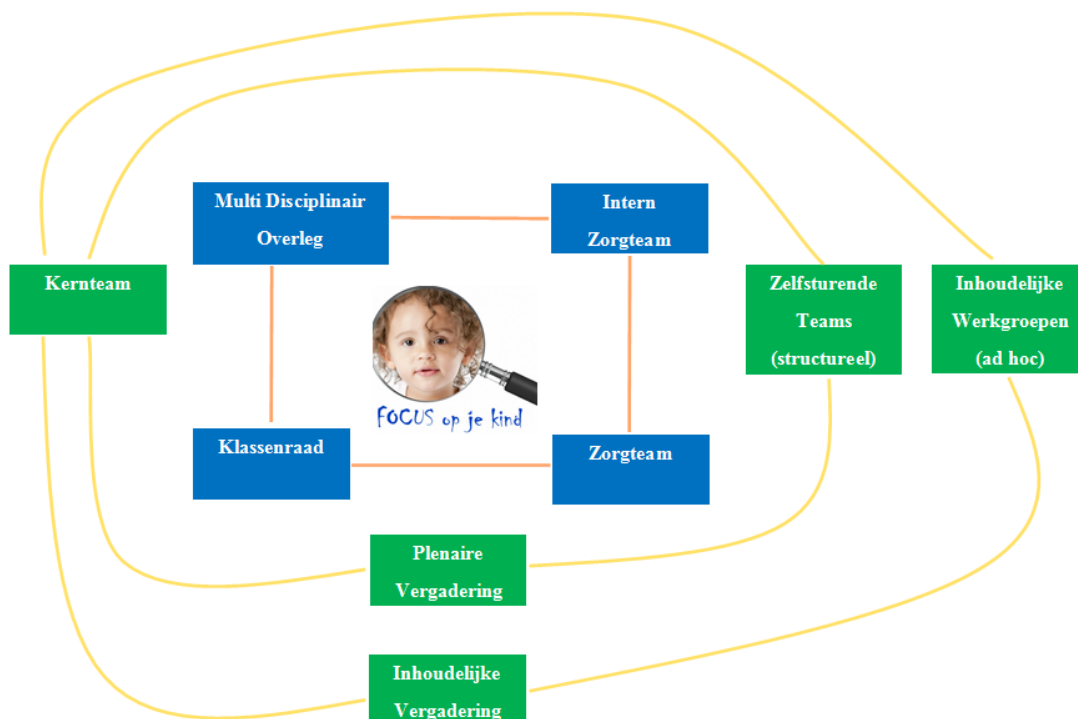 Multi Disciplinair
Overleg
Intern
Zorgteam
Kernteam
Zelfsturende
Teams
(structureel)
Inhoudelijke
Werkgroepen
(ad hoc)
FOCUS op je kind
Klassenraad
Zorgteam
Plenaire
Vergadering
Inhoudelijke
Vergadering